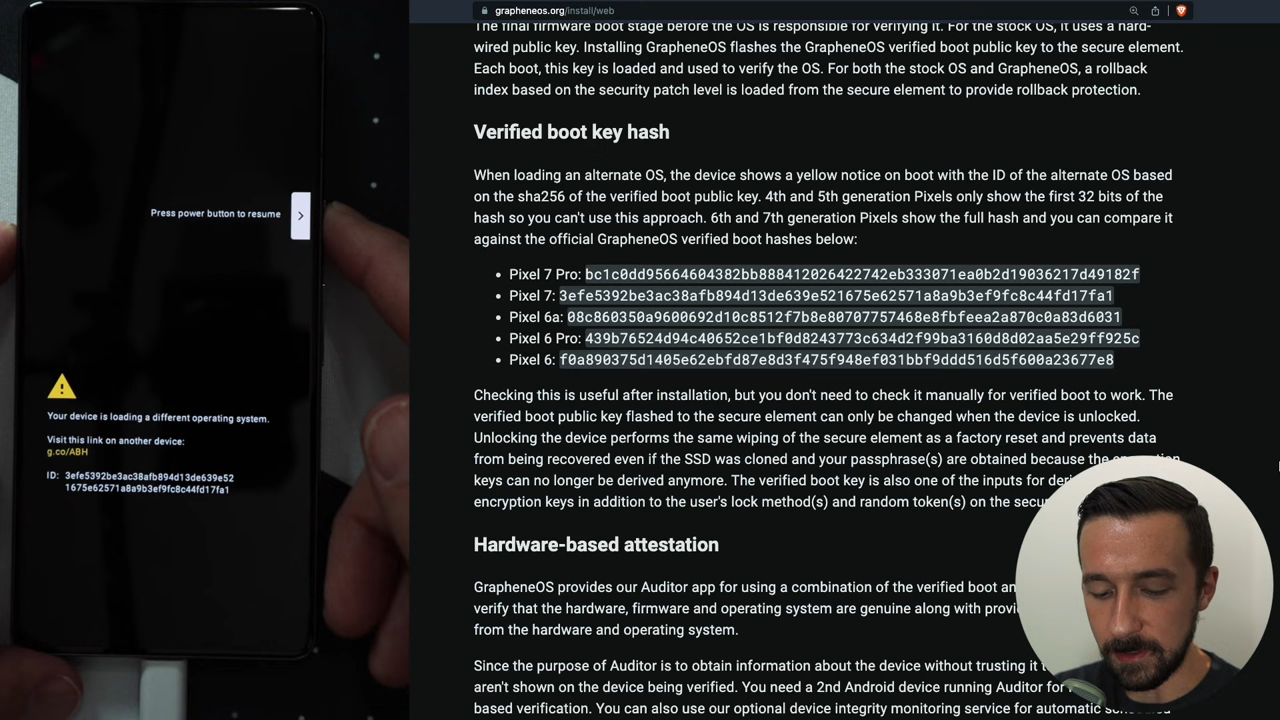 Press power button to resume
Your device is loading a different operating system.
Visit this link on another device:
g.co/ABH
ID: 3efe5392be3ac38afb894d13de639e52
1675e62571a8a9b3ef9fc8c44fd17fa1
grapheneos.org/install/web
The final firmware boot stage before the OS is responsible for verifying it. For the stock OS, it uses a hard-
wired public key. Installing GrapheneOS flashes the GrapheneOS verified boot public key to the secure element.
Each boot, this key is loaded and used to verify the OS. For both the stock OS and GrapheneOS, a rollback
index based on the security patch level is loaded from the secure element to provide rollback protection.
Verified boot key hash
When loading an alternate OS, the device shows a yellow notice on boot with the ID of the alternate OS based
on the sha256 of the verified boot public key. 4th and 5th generation Pixels only show the first 32 bits of the
hash so you can't use this approach. 6th and 7th generation Pixels show the full hash and you can compare it
against the official GrapheneOS verified boot hashes below:
• Pixel 7 Pro: bc1c0dd95664604382bb888412026422742eb333071ea0b2d19036217d49182f
• Pixel 7: 3efe5392be3ac38afb894d13de639e521675e62571a8a9b3ef9fc8c44fd17fa1
• Pixel 6a: 08c860350a9600692d10c8512f7b8e80707757468e8fbfeea2a870c0a83d6031
• Pixel 6 Pro: 439b76524d94c40652ce1bf0d8243773c634d2f99ba3160d8d02aa5e29ff925c
• Pixel 6: f0a890375d1405e62ebfd87e8d3f475f948ef031bbf9ddd516d5f600a23677e8
Checking this is useful after installation, but you don't need to check it manually for verified boot to work. The
verified boot public key flashed to the secure element can only be changed when the device is unlocked.
Unlocking the device performs the same wiping of the secure element as a factory reset and prevents data
from being recovered even if the SSD was cloned and your passphrase(s) are obtained because the encryption
keys can no longer be derived anymore. The verified boot key is also one of the inputs for
encryption keys in addition to the user's lock method(s) and random token(s) on the
Hardware-based attestation
GrapheneOS provides our Auditor app for using a combination of the verified boot
verify that the hardware, firmware and operating system are genuine along with
from the hardware and operating system.
Since the purpose of Auditor is to obtain information about the device without trusting it
aren't shown on the device being verified. You need a 2nd Android device running Auditor for
based verification. You can also use our optional device integrity monitoring service for automatic scheduled